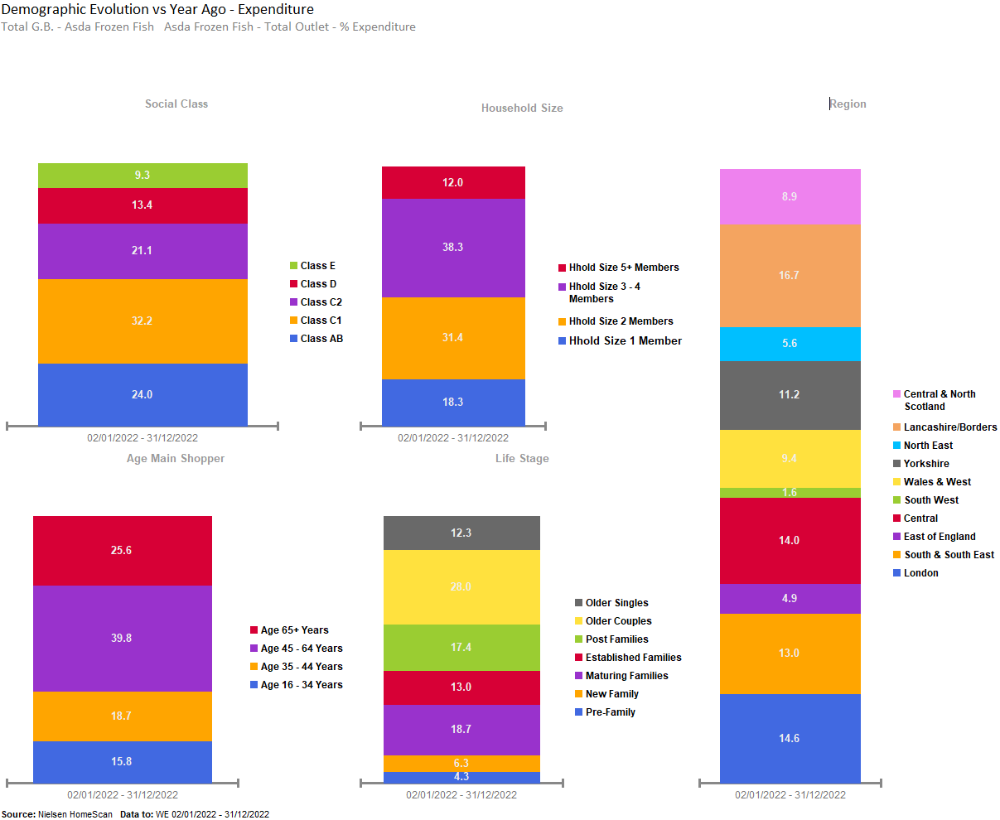 Demographic Evolution vs Year Ago - Expenditure
Total G.B. - Asda Frozen Fish   Asda Frozen Fish - Total Outlet - % Expenditure
Social Class
9.3
13.4
21.1
32.2
24.0
02/01/2022 - 31/12/2022
Class E
Class D
Class C2
Class C1
Class AB
Household Size
12.0
38.3
31.4
18.3
02/01/2022 - 31/12/2022
Hhold Size 5+ Members
Hhold Size 3 - 4
Members
Hhold Size 2 Members
Hhold Size 1 Member
Region
8.9
16.7
5.6
11.2
9.4
1.6
14.0
4.9
13.0
14.6
02/01/2022 - 31/12/2022
Central & North
Scotland
Lancashire/Borders
North East
Yorkshire
Wales & West
South West
Central
East of England
South & South East
London
Age Main Shopper
25.6
39.8
18.7
15.8
02/01/2022 - 31/12/2022
Age 65+ Years
Age 45 - 64 Years
Age 35 - 44 Years
Age 16 - 34 Years
Life Stage
12.3
28.0
17.4
13.0
18.7
6.3
4.3
02/01/2022 - 31/12/2022
Older Singles
Older Couples
Post Families
Established Families
Maturing Families
New Family
Pre-Family
Source: Nielsen HomeScan   Data to: WE 02/01/2022 - 31/12/2022